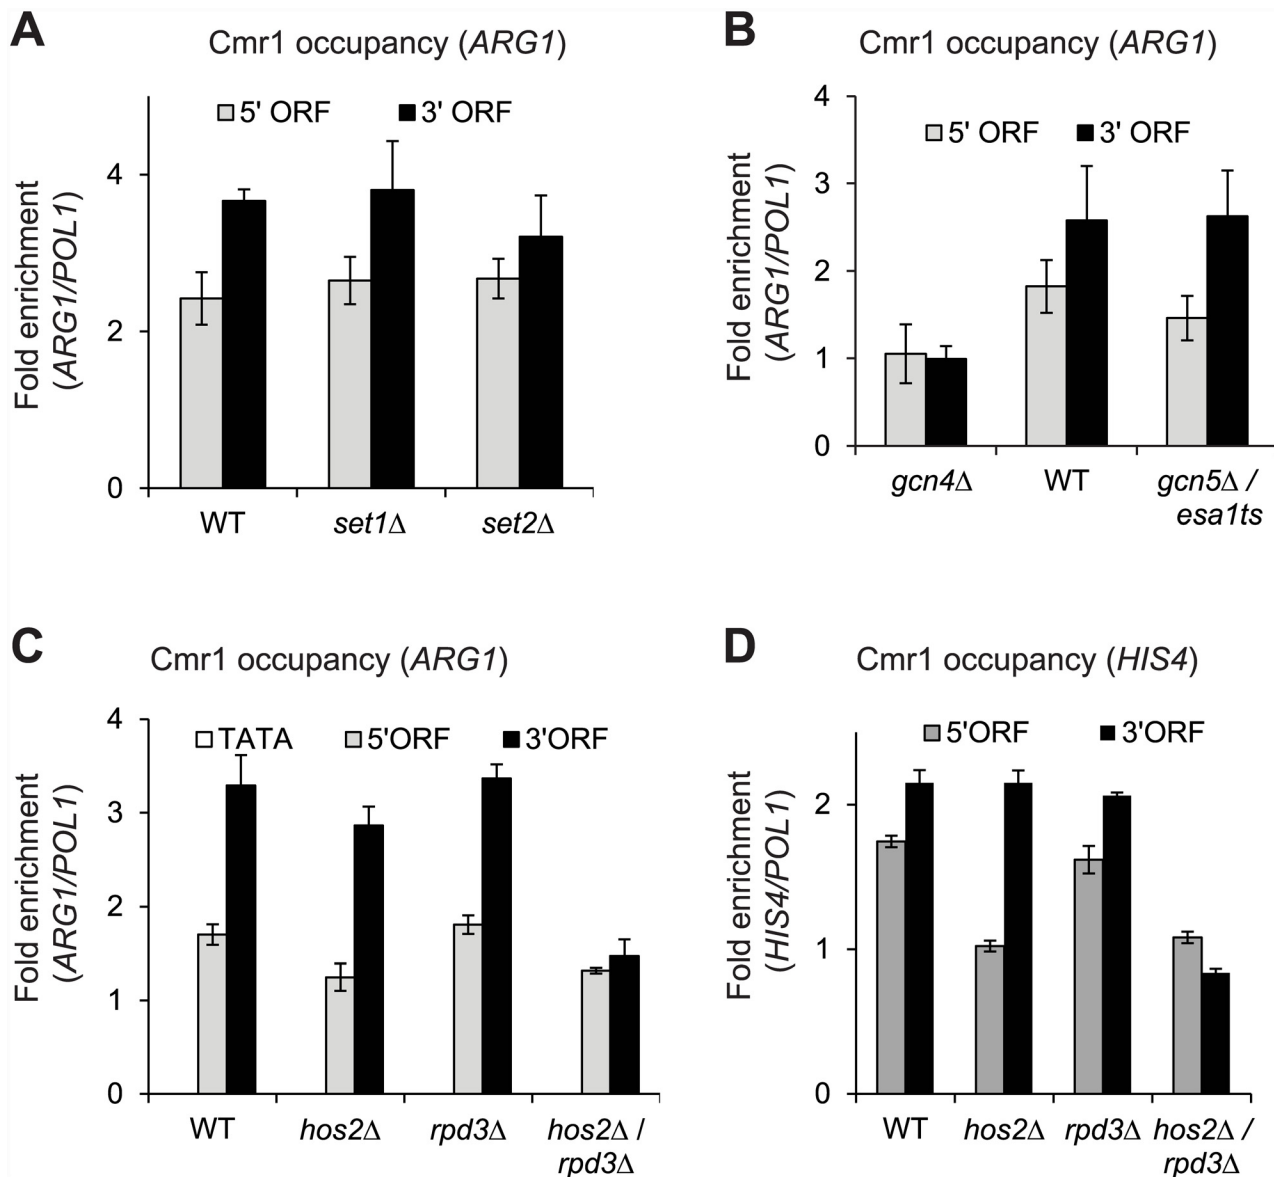 A
Cmr1 occupancy (ARG1)
5' ORF 3' ORF
Fold enrichment
(ARG1/POL1)
4
2
0
WT set1Δ set2Δ
B
Cmr1 occupancy (ARG1)
5' ORF 3' ORF
Fold enrichment
(ARG1/POL1)
4
3
2
1
0
gcn4Δ WT gcn5Δ /
esa1ts
C
Cmr1 occupancy (ARG1)
TATA 5'ORF 3'ORF
Fold enrichment
(ARG1/POL1)
4
3
2
1
0
WT hos2Δ rpd3Δ hos2Δ /
rpd3Δ
D
Cmr1 occupancy (HIS4)
5'ORF 3'ORF
Fold enrichment
(HIS4/POL1)
2
1
0
WT hos2Δ rpd3Δ hos2Δ /
rpd3Δ